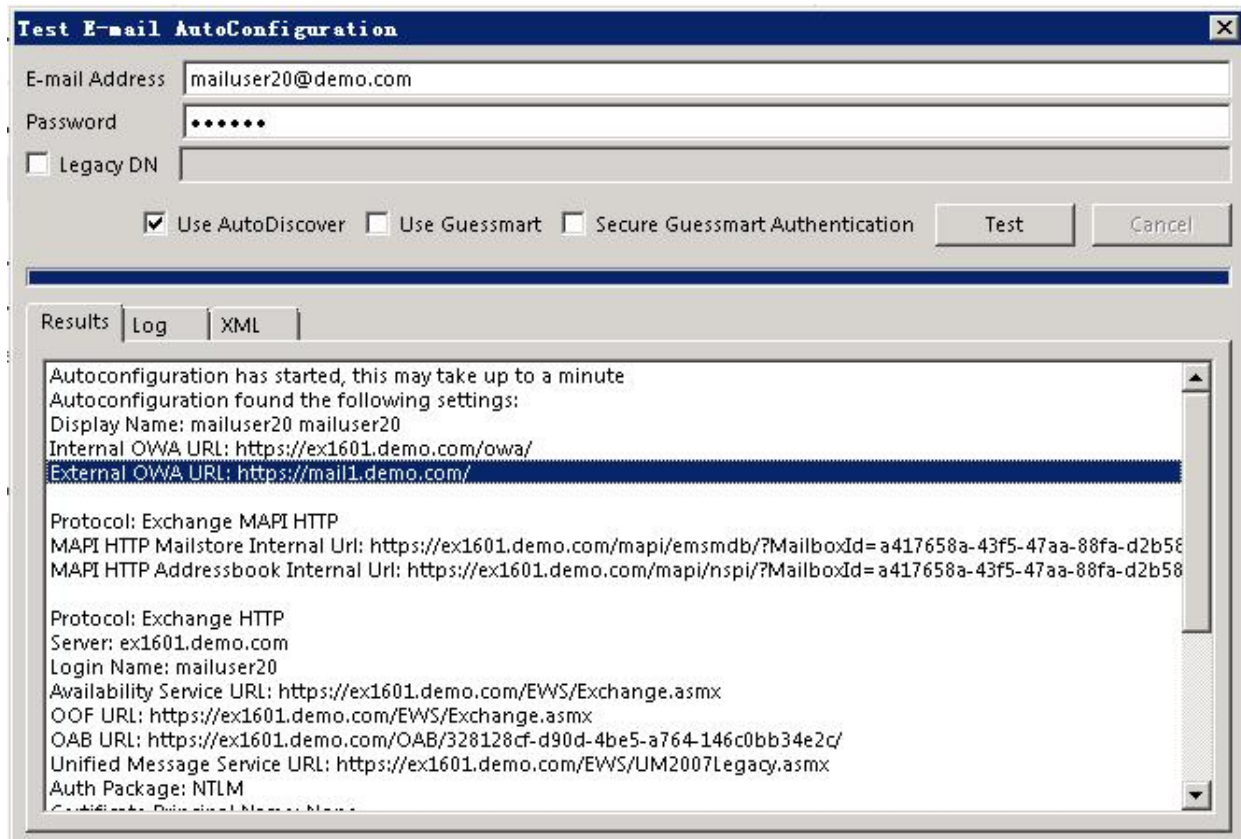 Test E-mail AutoConfiguration
E-mail Address mailuser20@demo.com
Password ••••••
Legacy DN
Use AutoDiscover Use Guessmart Secure Guessmart Authentication Test Cancel
Results Log XML
Autoconfiguration has started, this may take up to a minute
Autoconfiguration found the following settings:
Display Name: mailuser20 mailuser20
Internal OWA URL: https://ex1601.demo.com/owa/
External OWA URL: https://mail1.demo.com/
Protocol: Exchange MAPI HTTP
MAPI HTTP Mailstore Internal Url: https://ex1601.demo.com/mapi/emsmdb/?MailboxId=a417658a-43f5-47aa-88fa-d2b58
MAPI HTTP Addressbook Internal Url: https://ex1601.demo.com/mapi/nspi/?MailboxId=a417658a-43f5-47aa-88fa-d2b58
Protocol: Exchange HTTP
Server: ex1601.demo.com
Login Name: mailuser20
Availability Service URL: https://ex1601.demo.com/EWS/Exchange.asmx
OOF URL: https://ex1601.demo.com/EWS/Exchange.asmx
OAB URL: https://ex1601.demo.com/OAB/328128cf-d90d-4be5-a764-146c0bb34e2c/
Unified Message Service URL: https://ex1601.demo.com/EWS/UM2007Legacy.asmx
Auth Package: NTLM